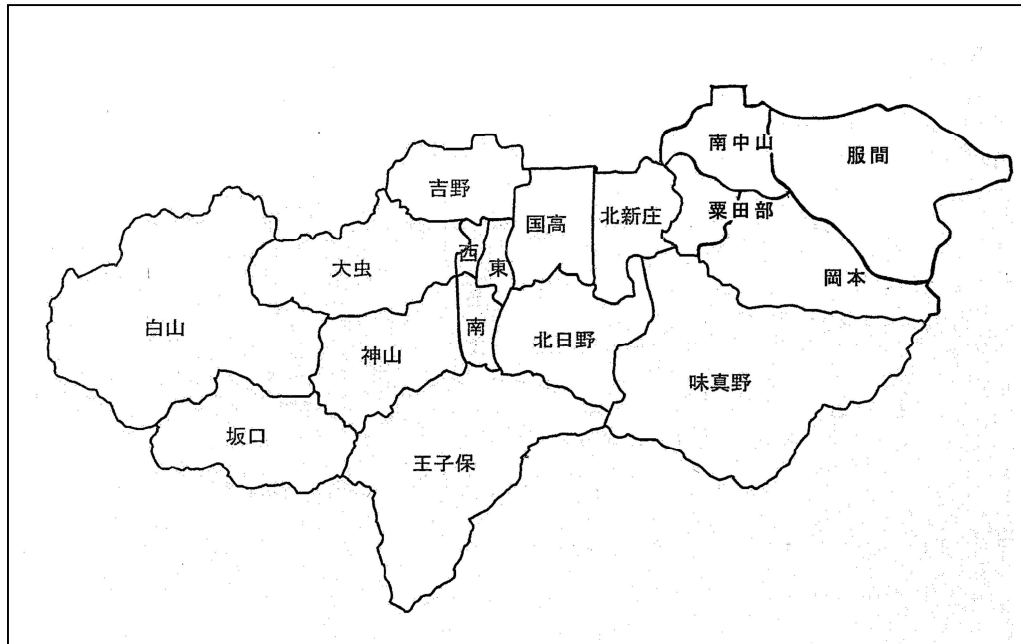 南中山
服間
吉野
粟田部
国高
北新庄
西
東
大虫
岡本
白山
神山
南
北日野
味真野
坂口
王子保